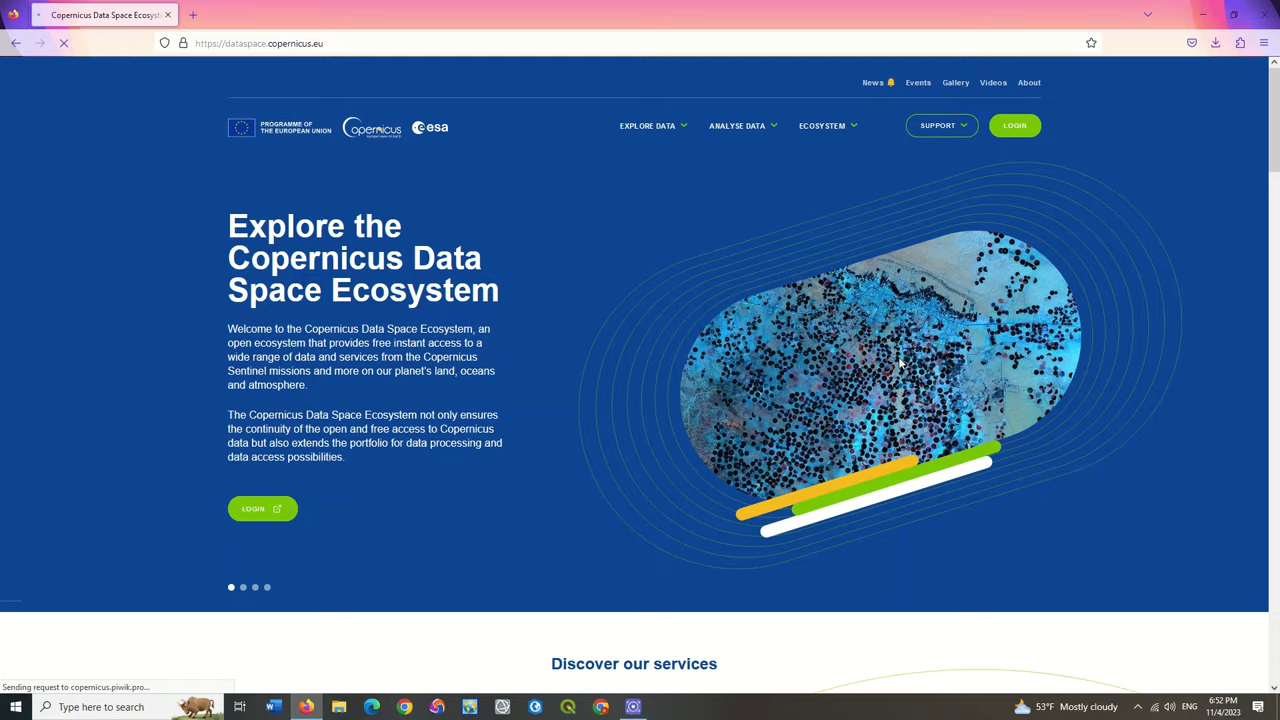 Copernicus Data Space Ecosyst
https://dataspace.copernicus.eu
News
Events
Gallery
Videos
About
PROGRAMME OF
THE EUROPEAN UNION
opernicus
esa
EXPLORE DATA
ANALYSE DATA
ECOSYSTEM
SUPPORT
LOGIN
Explore the
Copernicus Data
Space Ecosystem
Welcome to the Copernicus Data Space Ecosystem, an
open ecosystem that provides free instant access to a
wide range of data and services from the Copernicus
Sentinel missions and more on our planet's land, oceans
and atmosphere.
The Copernicus Data Space Ecosystem not only ensures
the continuity of the open and free access to Copernicus
data but also extends the portfolio for data processing and
data access possibilities.
LOGIN
Discover our services
Sending request to copernicus.piwik.pro...
Type here to search
53°F Mostly cloudy
ENG
6:52 PM
11/4/2023